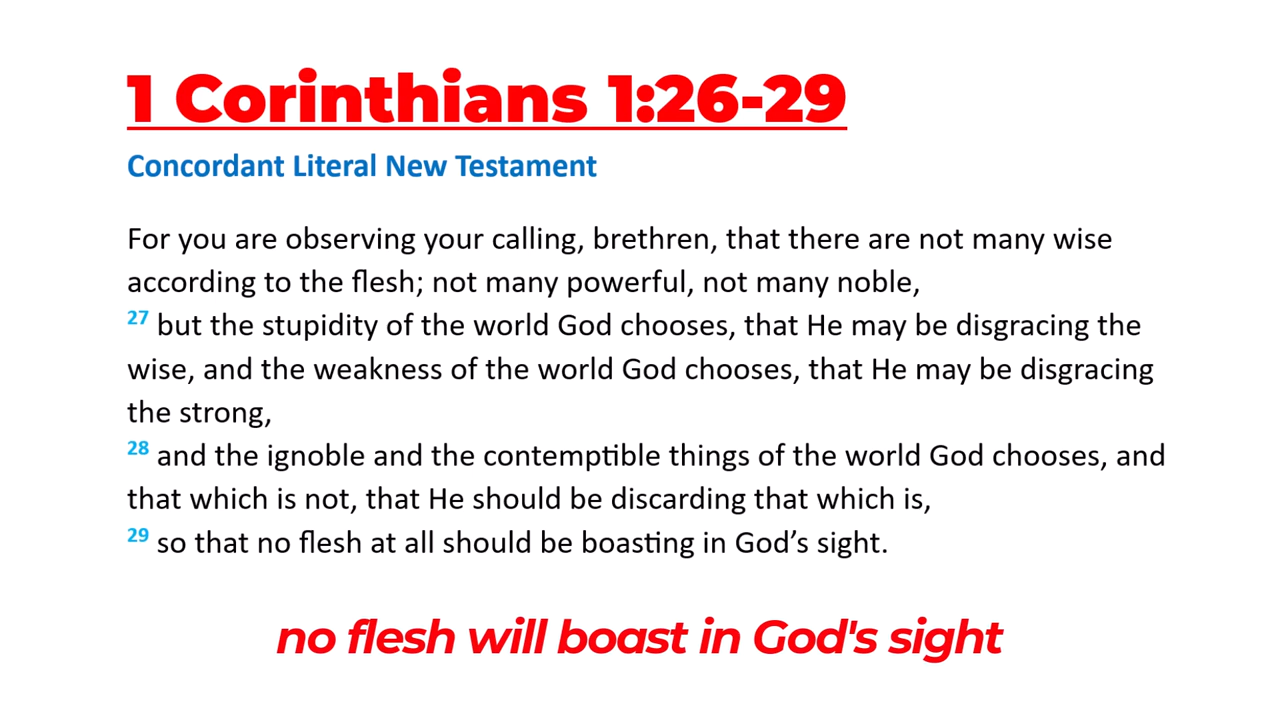 1 Corinthians 1:26-29
Concordant Literal New Testament
For you are observing your calling, brethren, that there are not many wise
according to the flesh; not many powerful, not many noble,
27 but the stupidity of the world God chooses, that He may be disgracing the
wise, and the weakness of the world God chooses, that He may be disgracing
the strong,
28 and the ignoble and the contemptible things of the world God chooses, and
that which is not, that He should be discarding that which is,
29 so that no flesh at all should be boasting in God’s sight.
no flesh will boast in God's sight